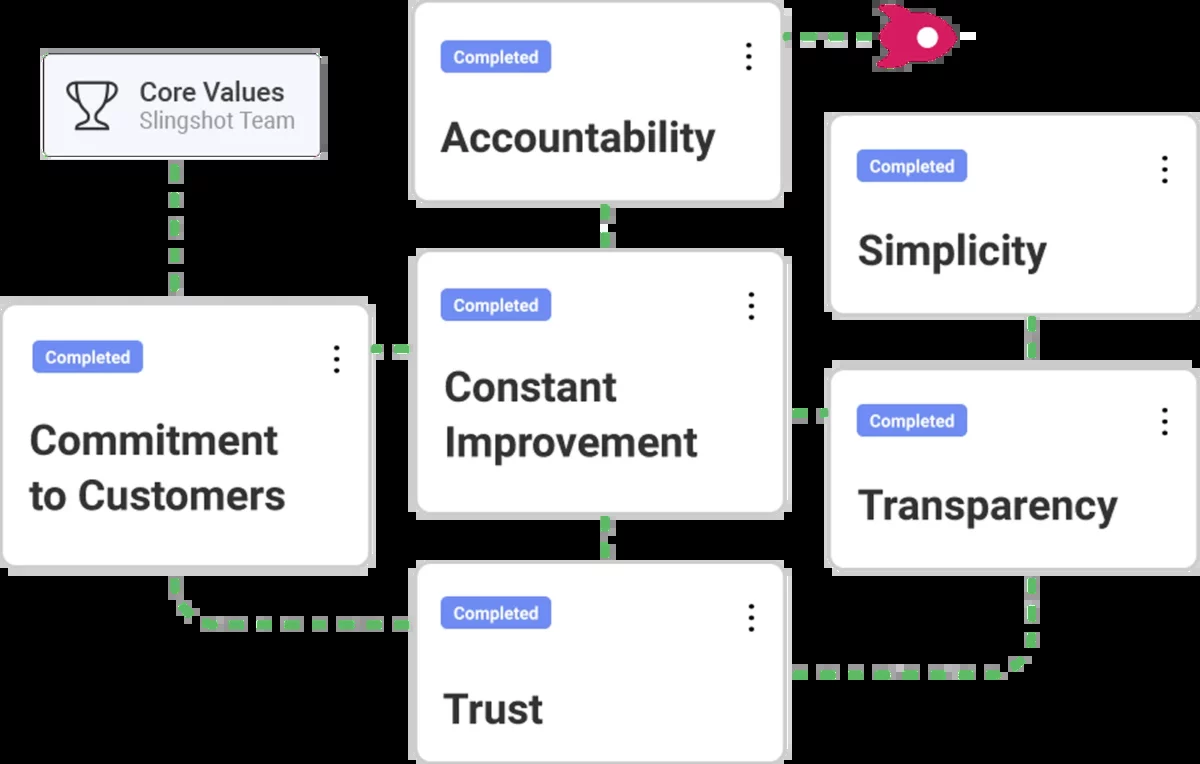 Core Values
Slingshot Team
Completed
Commitment
to Customers
Completed
Accountability
Completed
Constant
Improvement
Completed
Trust
Completed
Simplicity
Completed
Transparency